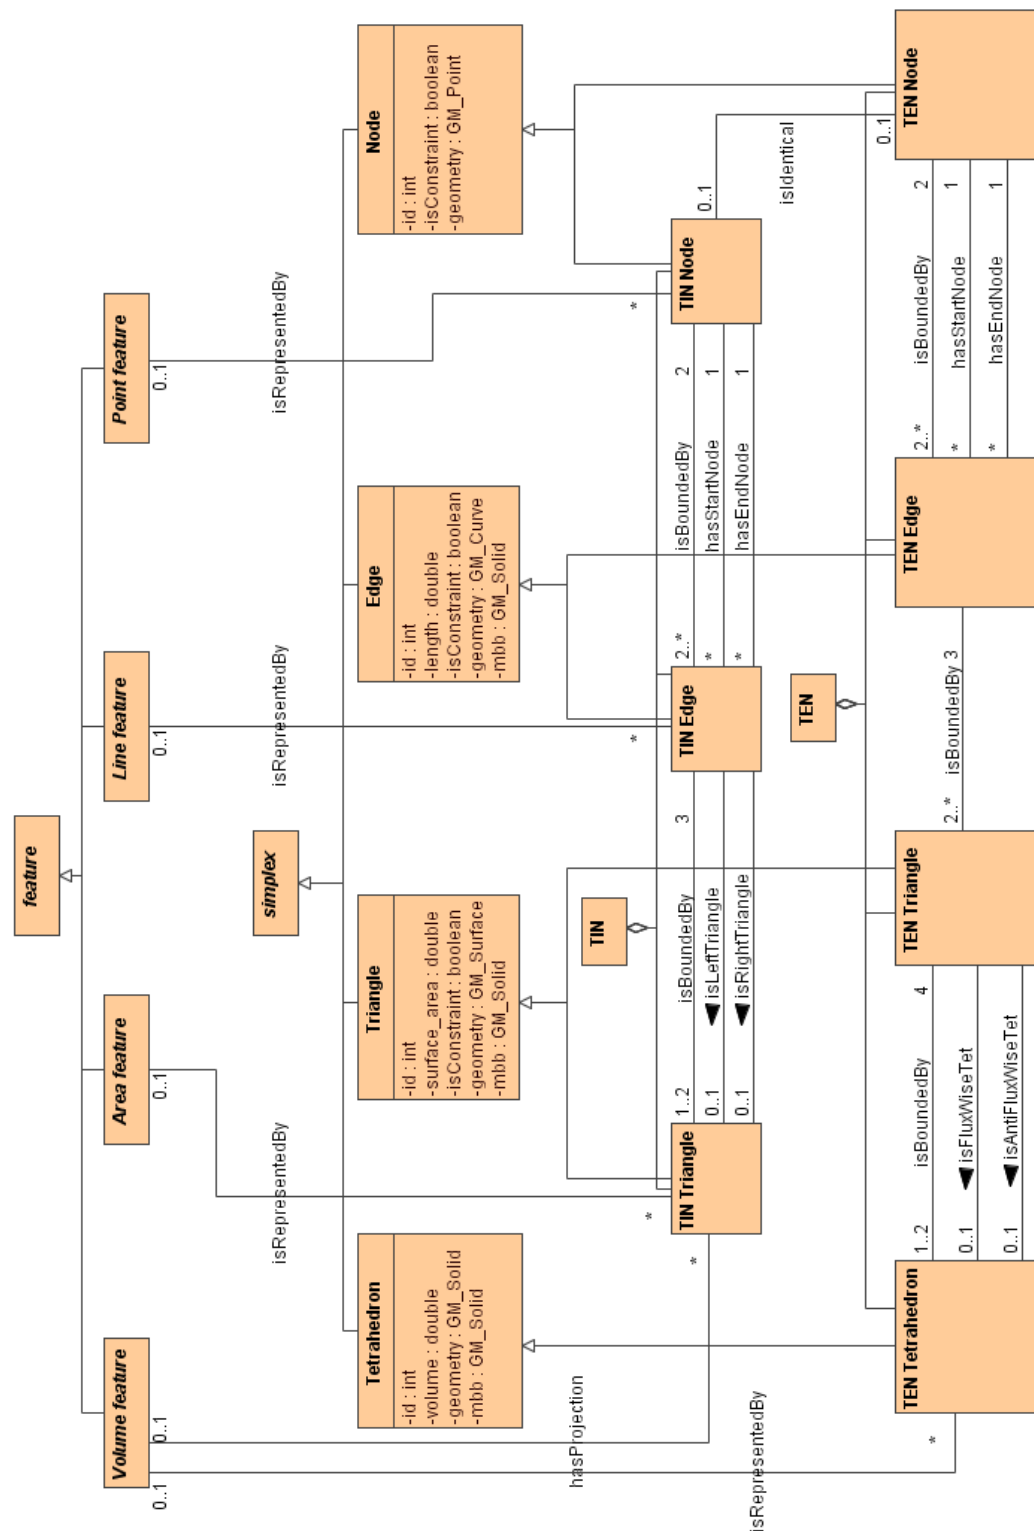 feature
Volume feature
Area feature
Line feature
Point feature
0..1
0..1
0..1
0..1
0..1
isRepresentedBy
isRepresentedBy
isRepresentedBy
simplex
Tetrahedron
-id : int
-volume : double
-geometry : GM_Solid
-mbb : GM_Solid
Triangle
-id : int
-surface_area : double
-isConstraint : boolean
-geometry : GM_Surface
-mbb : GM_Solid
Edge
-id : int
-length : double
-isConstraint : boolean
-geometry : GM_Curve
-mbb : GM_Solid
Node
-id : int
-isConstraint : boolean
-geometry : GM_Point
hasProjection
TIN
*
*
*
*
TIN Triangle
1..2
isBoundedBy
3
0..1
isLeftTriangle
0..1
isRightTriangle
TIN Edge
2..*
isBoundedBy
2
*
hasStartNode
1
*
hasEndNode
1
TIN Node
0..1
isIdentical
0..1
isRepresentedBy
*
TEN
TEN Tetrahedron
1..2
isBoundedBy
4
0..1
isFluxWiseTet
0..1
isAntiFluxWiseTet
TEN Triangle
2..*
isBoundedBy 3
TEN Edge
2..*
isBoundedBy
2
*
hasStartNode
1
*
hasEndNode
1
TEN Node